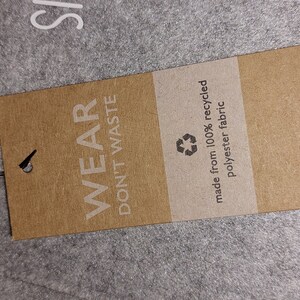 WEAR
DON'T WASTE
made from 100% recycled
polyester fabric